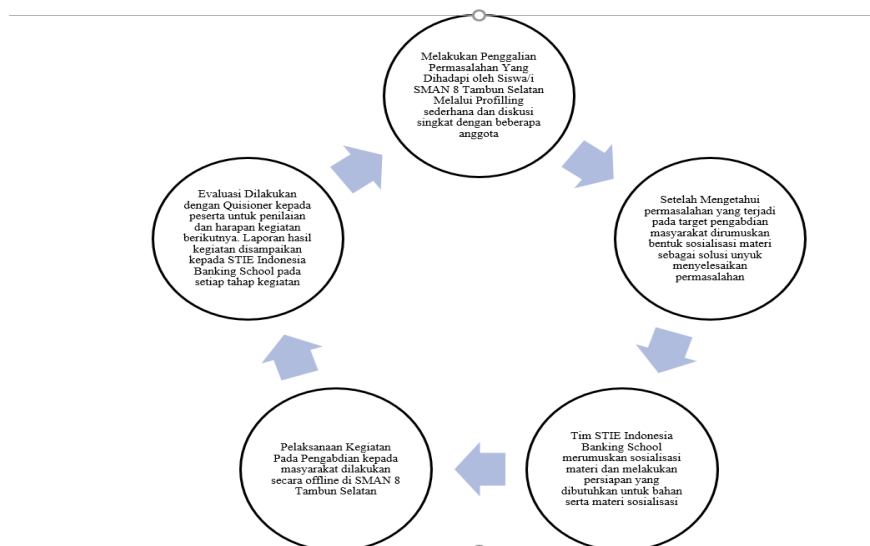 Melakukan Penggalian
Permasalahan Yang
Dihadapi oleh Siswa/i
SMAN 8 Tambun Selatan
Melalui Profilling
sederhana dan diskusi
singkat dengan beberapa
anggota
Setelah Mengetahui
permasalahan yang terjadi
pada target pengabdian
masyarakat dirumuskan
bentuk sosialisasi materi
sebagai solusi unyuk
menyelesaikan
permasalahan
Tim STIE Indonesia
Banking School
merumuskan sosialisasi
materi dan melakukan
persiapan yang
dibutuhkan untuk bahan
serta materi sosialisasi
Pelaksanaan Kegiatan
Pada Pengabdian kepada
masyarakat dilakukan
secara offline di SMAN 8
Tambun Selatan
Evaluasi Dilakukan
dengan Quisioner kepada
peserta untuk penilaian
dan harapan kegiatan
berikutnya. Laporan hasil
kegiatan disampaikan
kepada STIE Indonesia
Banking School pada
setiap tahap kegiatan